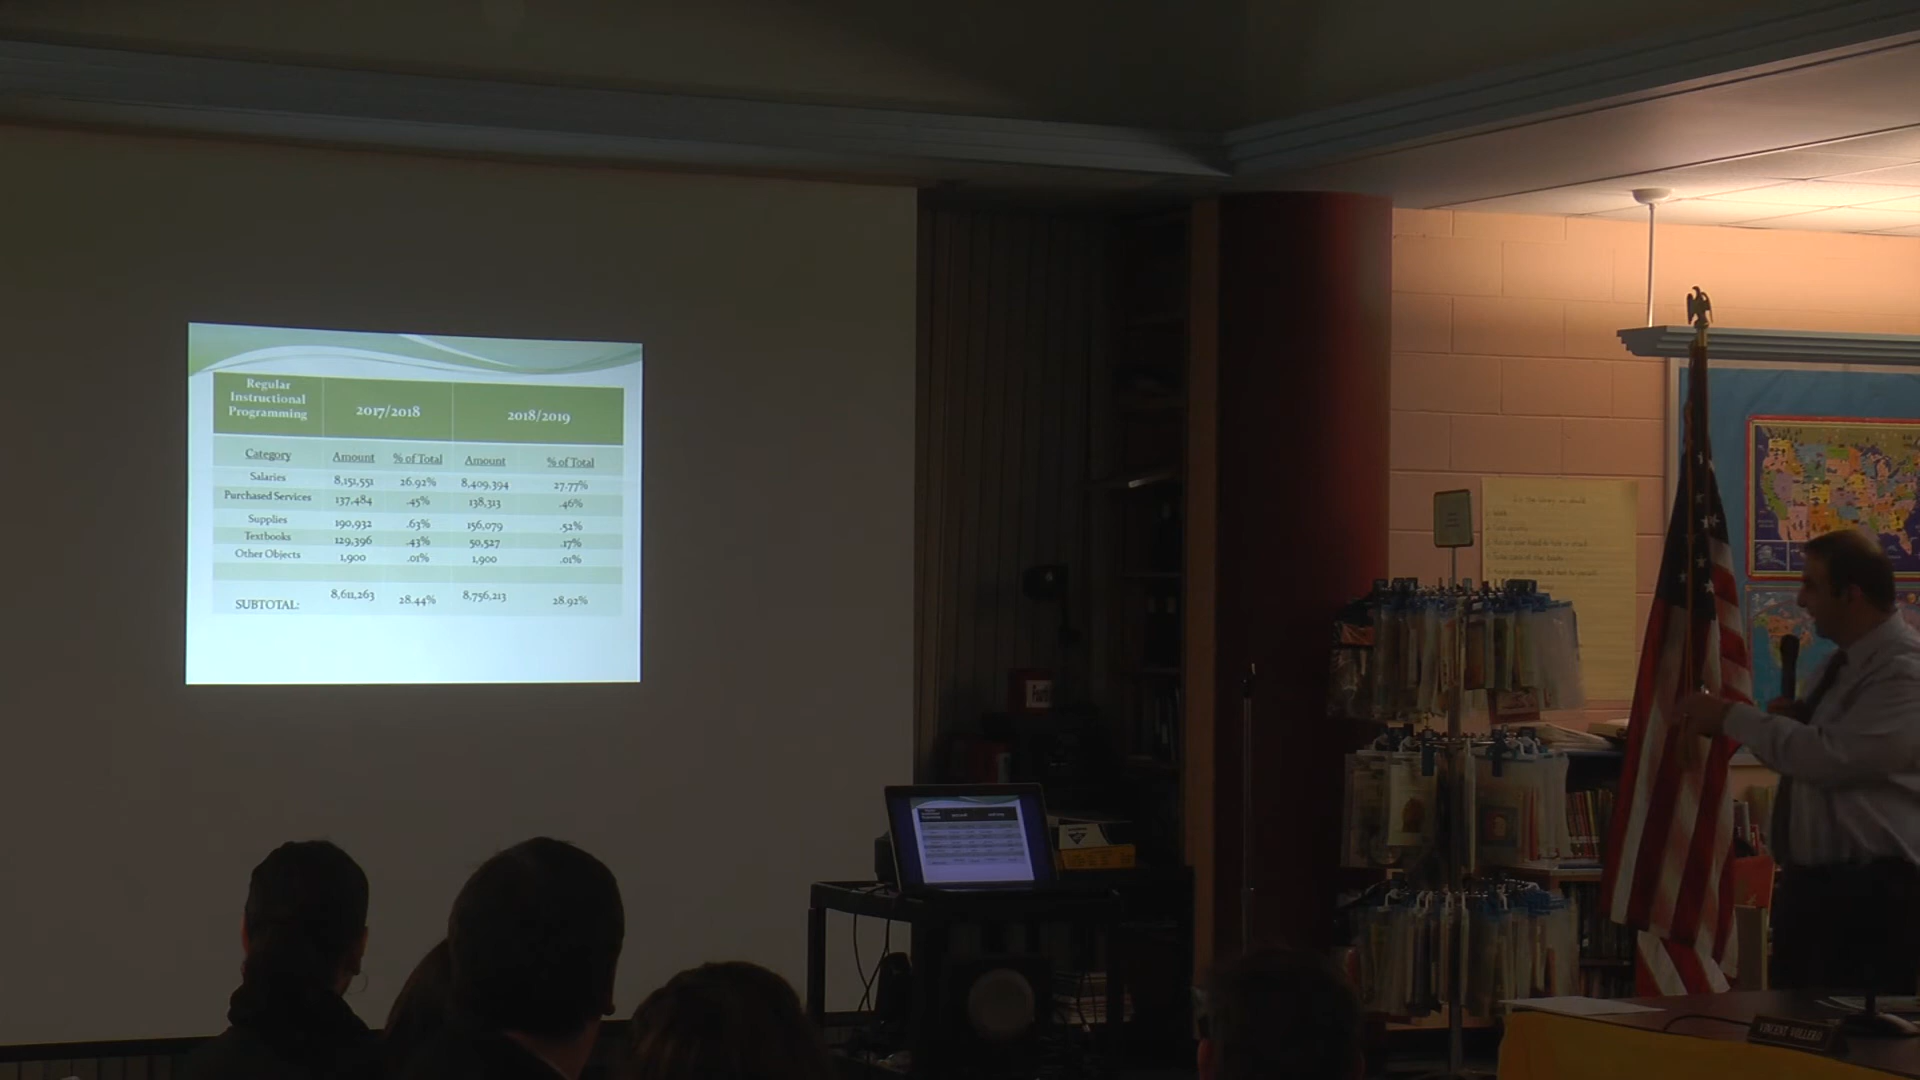 Regular
Instructional
Programming
2017/2018
2018/2019
Category Amount % of Total Amount % of Total
Salaries 8,151,551 26.92% 8,409,394 27.77%
Purchased Services 137,484 .45% 138,313 .46%
Supplies 190,932 .63% 156,079 .52%
Textbooks 129,396 .43% 50,527 .17%
Other Objects 1,900 .01% 1,900 .01%
SUBTOTAL: 8,611,263 28.44% 8,756,213 28.92%